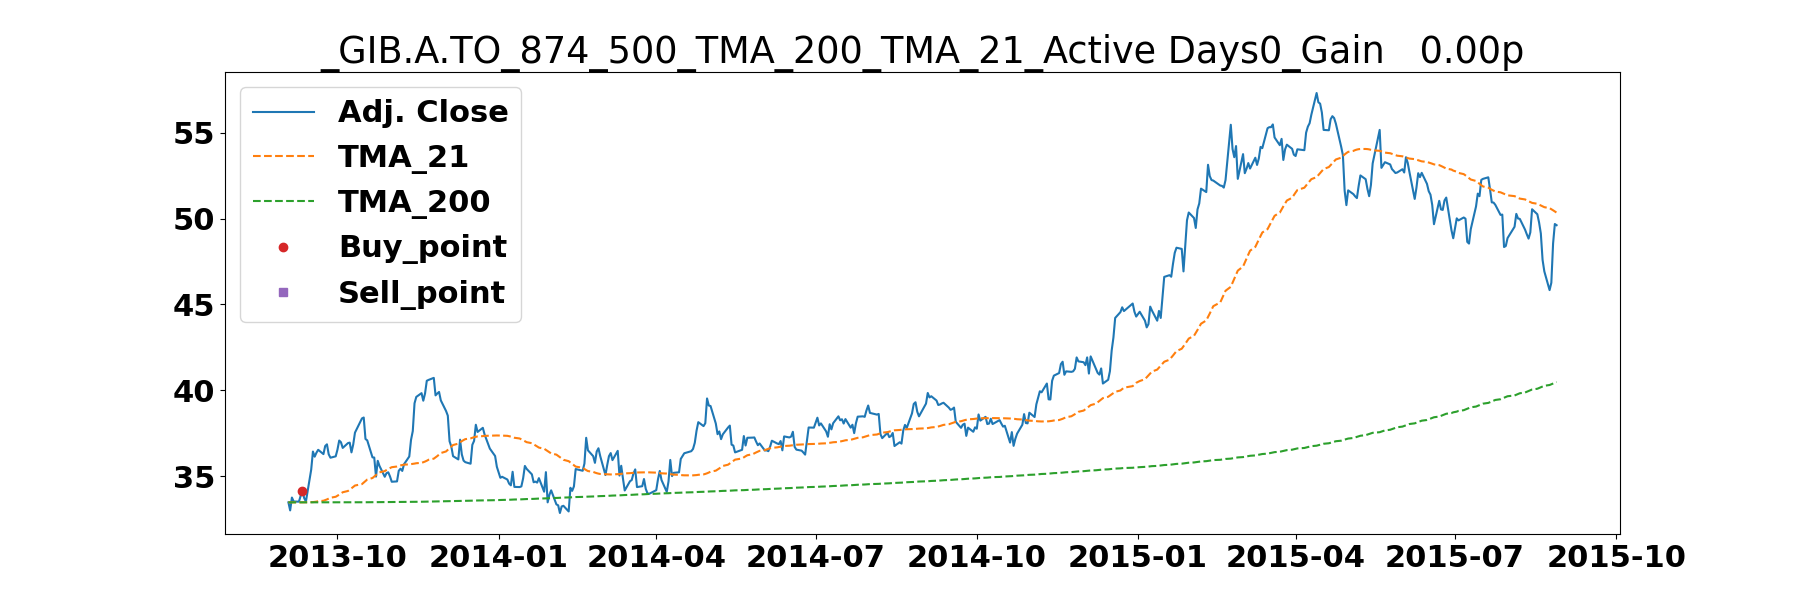 _GIB.A.TO_874_500_TMA_200_TMA_21_Active Days0_Gain   0.00p
Adj. Close
TMA_21
TMA_200
Buy_point
Sell_point
55
50
45
40
35
2013-10 2014-01 2014-04 2014-07 2014-10 2015-01 2015-04 2015-07 2015-10